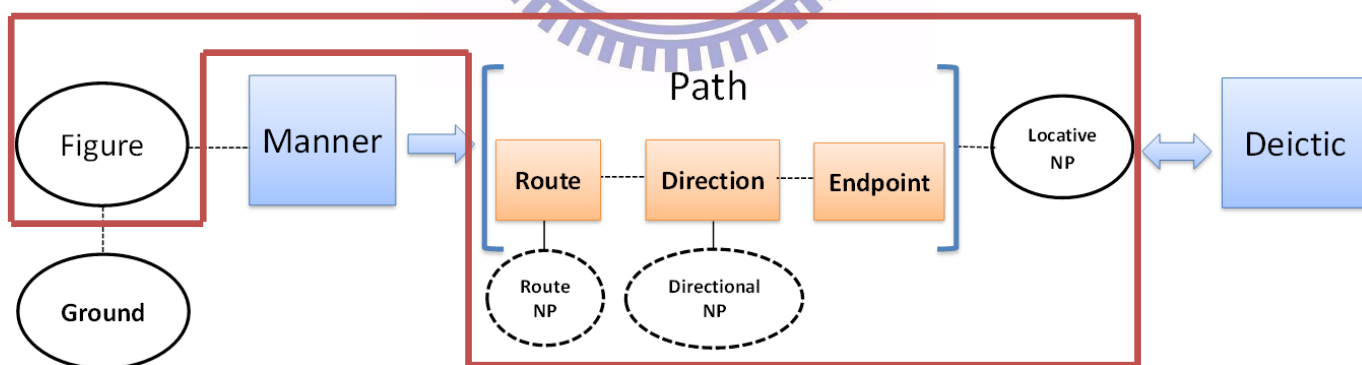 Path
Figure
Manner
Route
Direction
Endpoint
Locative
NP
Deictic
Ground
Route
NP
Directional
NP